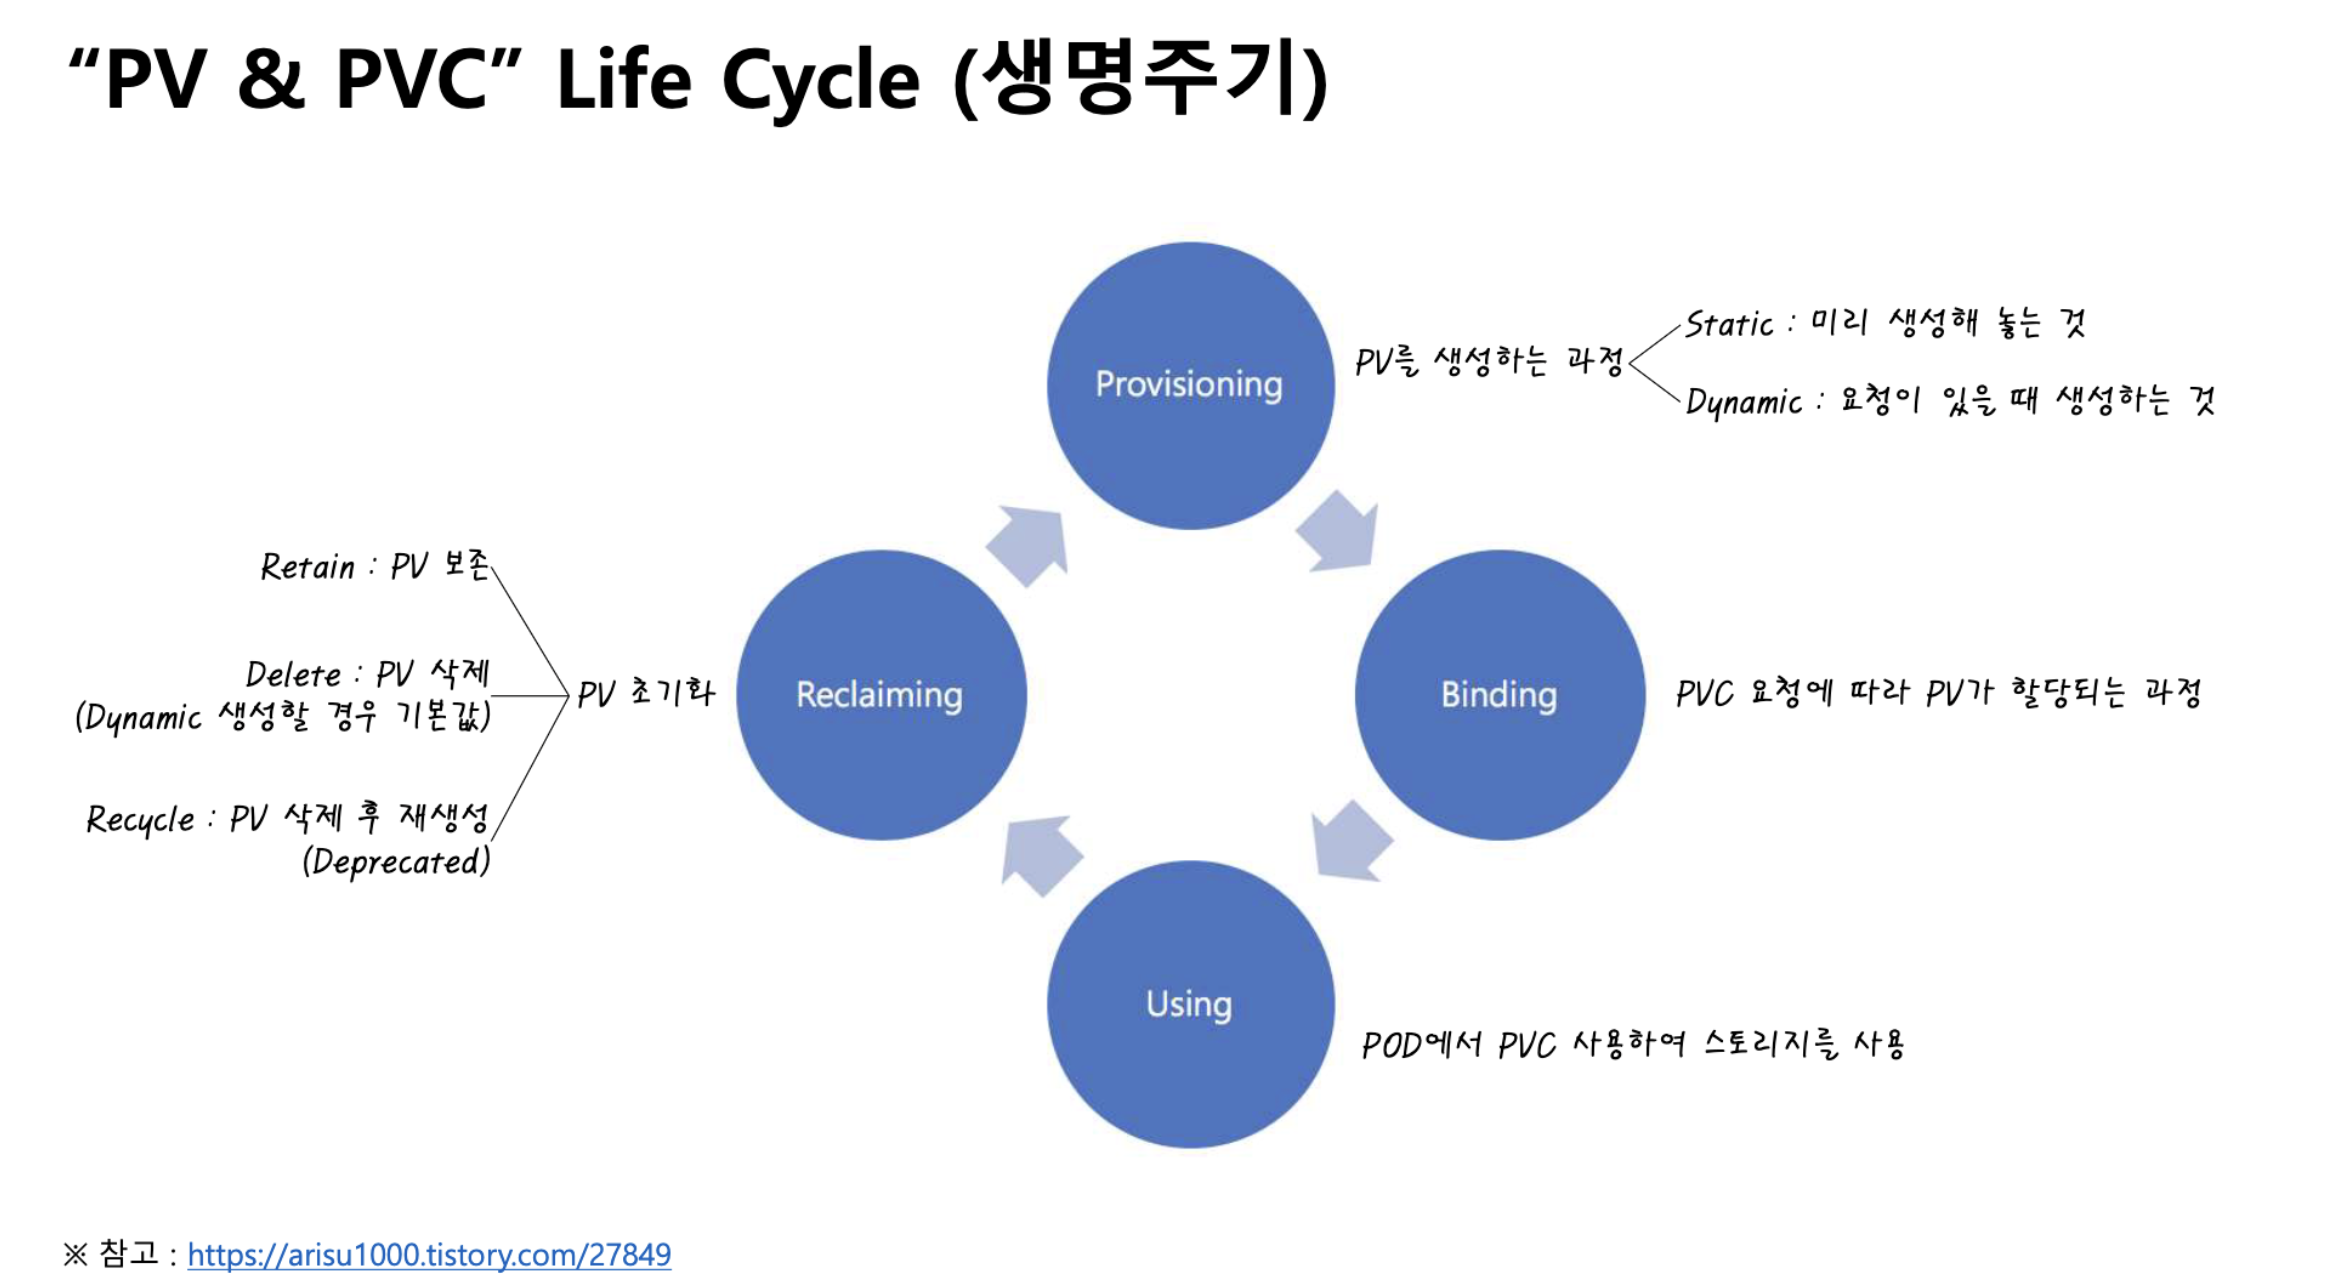 “PV & PVC” Life Cycle (생명주기)
Provisioning
PV를 생성하는 과정
Static : 미리 생성해 놓는 것
Dynamic : 요청이 있을 때 생성하는 것
Binding
PVC 요청에 따라 PV가 할당되는 과정
Using
POD에서 PVC 사용하여 스토리지를 사용
Reclaiming
PV 초기화
Retain : PV 보존
Delete : PV 삭제
(Dynamic 생성할 경우 기본값)
Recycle : PV 삭제 후 재생성
(Deprecated)
※ 참고 : https://arisu1000.tistory.com/27849